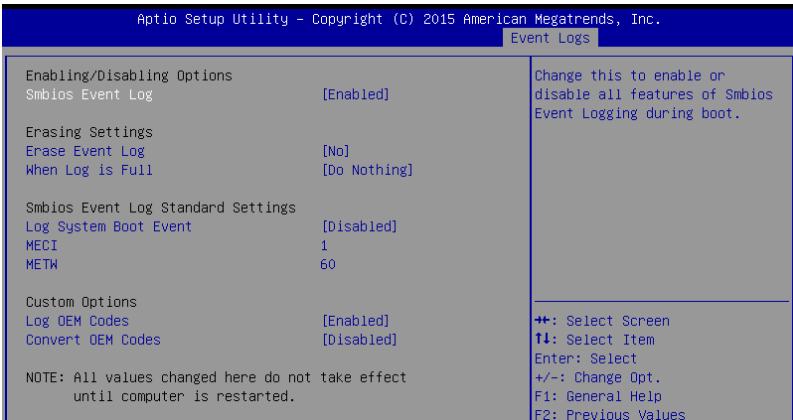 Aptio Setup Utility – Copyright (C) 2015 American Megatrends, Inc.
Event Logs
Enabling/Disabling Options
Smbios Event Log [Enabled]
Erasing Settings
Erase Event Log [No]
When Log is Full [Do Nothing]
Smbios Event Log Standard Settings
Log System Boot Event [Disabled]
MECI 1
METW 60
Custom Options
Log OEM Codes [Enabled]
Convert OEM Codes [Disabled]
NOTE: All values changed here do not take effect
until computer is restarted.
Change this to enable or
disable all features of Smbios
Event Logging during boot.
→←: Select Screen
↑↓: Select Item
Enter: Select
+/-: Change Opt.
F1: General Help
F2: Previous Values